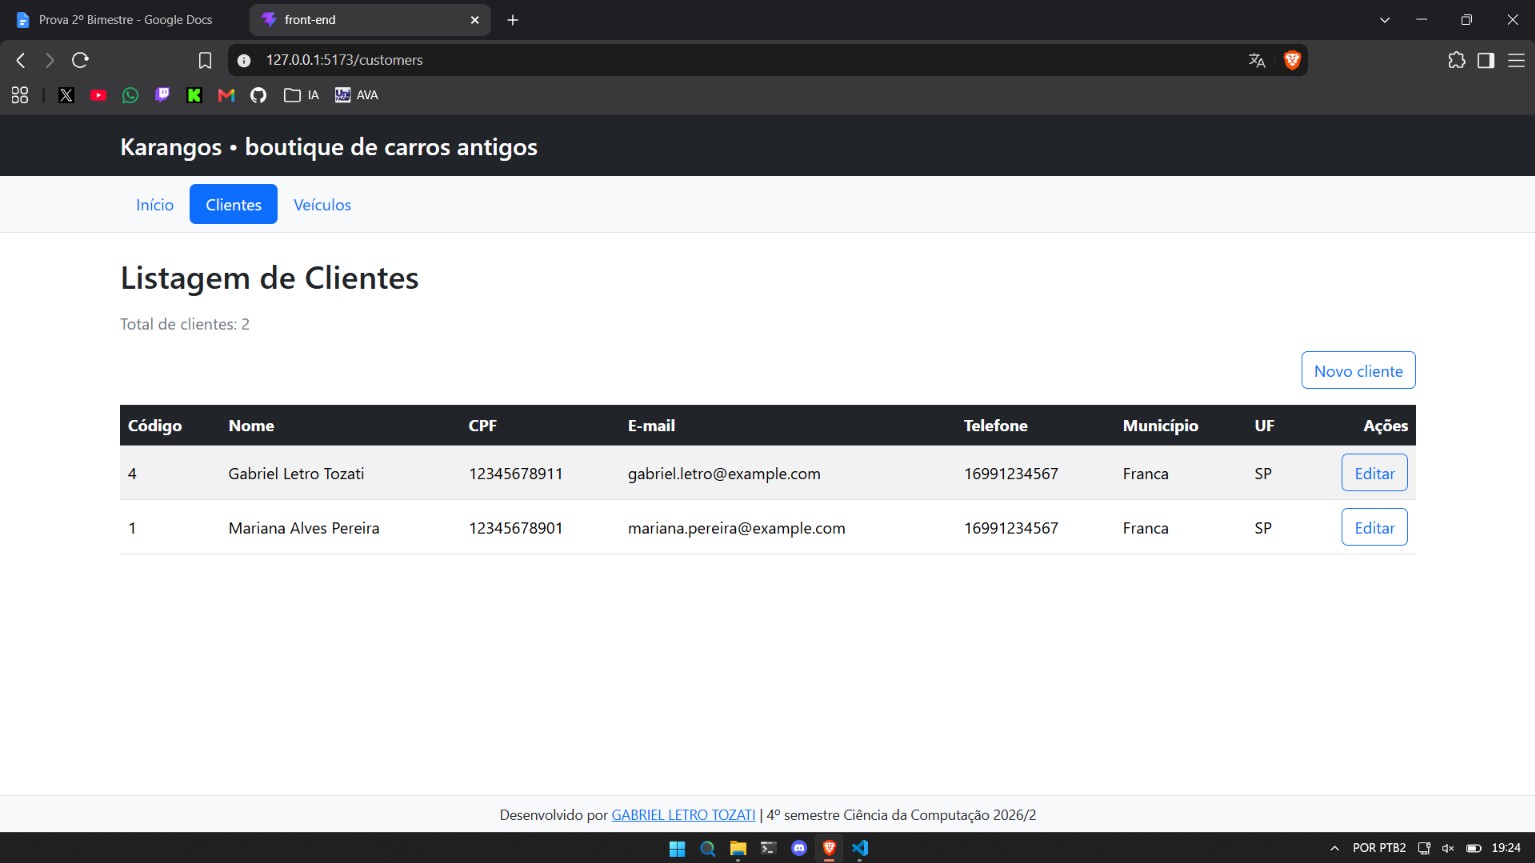 Prova 2º Bimestre - Google Docs
front-end
127.0.0.1:5173/customers
IA
AVA
Karangos • boutique de carros antigos
Início Clientes Veículos
Listagem de Clientes
Total de clientes: 2
Novo cliente
Código Nome CPF E-mail Telefone Município UF Ações
4 Gabriel Letro Tozati 12345678911 gabriel.letro@example.com 16991234567 Franca SP Editar
1 Mariana Alves Pereira 12345678901 mariana.pereira@example.com 16991234567 Franca SP Editar
Desenvolvido por GABRIEL LETRO TOZATI | 4º semestre Ciência da Computação 2026/2
POR PTB2 19:24